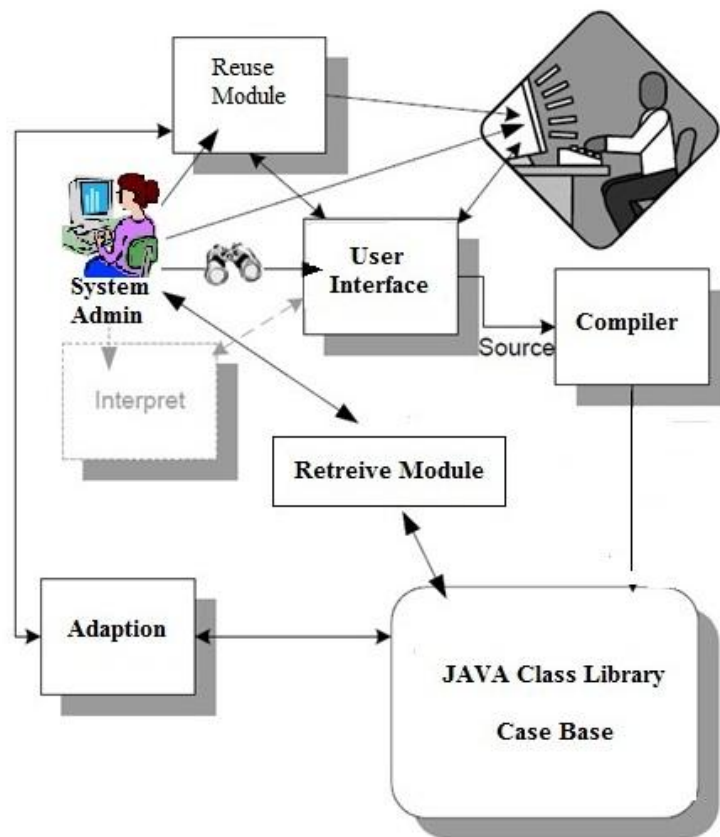 Reuse
Module
User
Interface
System
Admin
Compiler
Source
Interpret
Retreive Module
Adaption
JAVA Class Library
Case Base